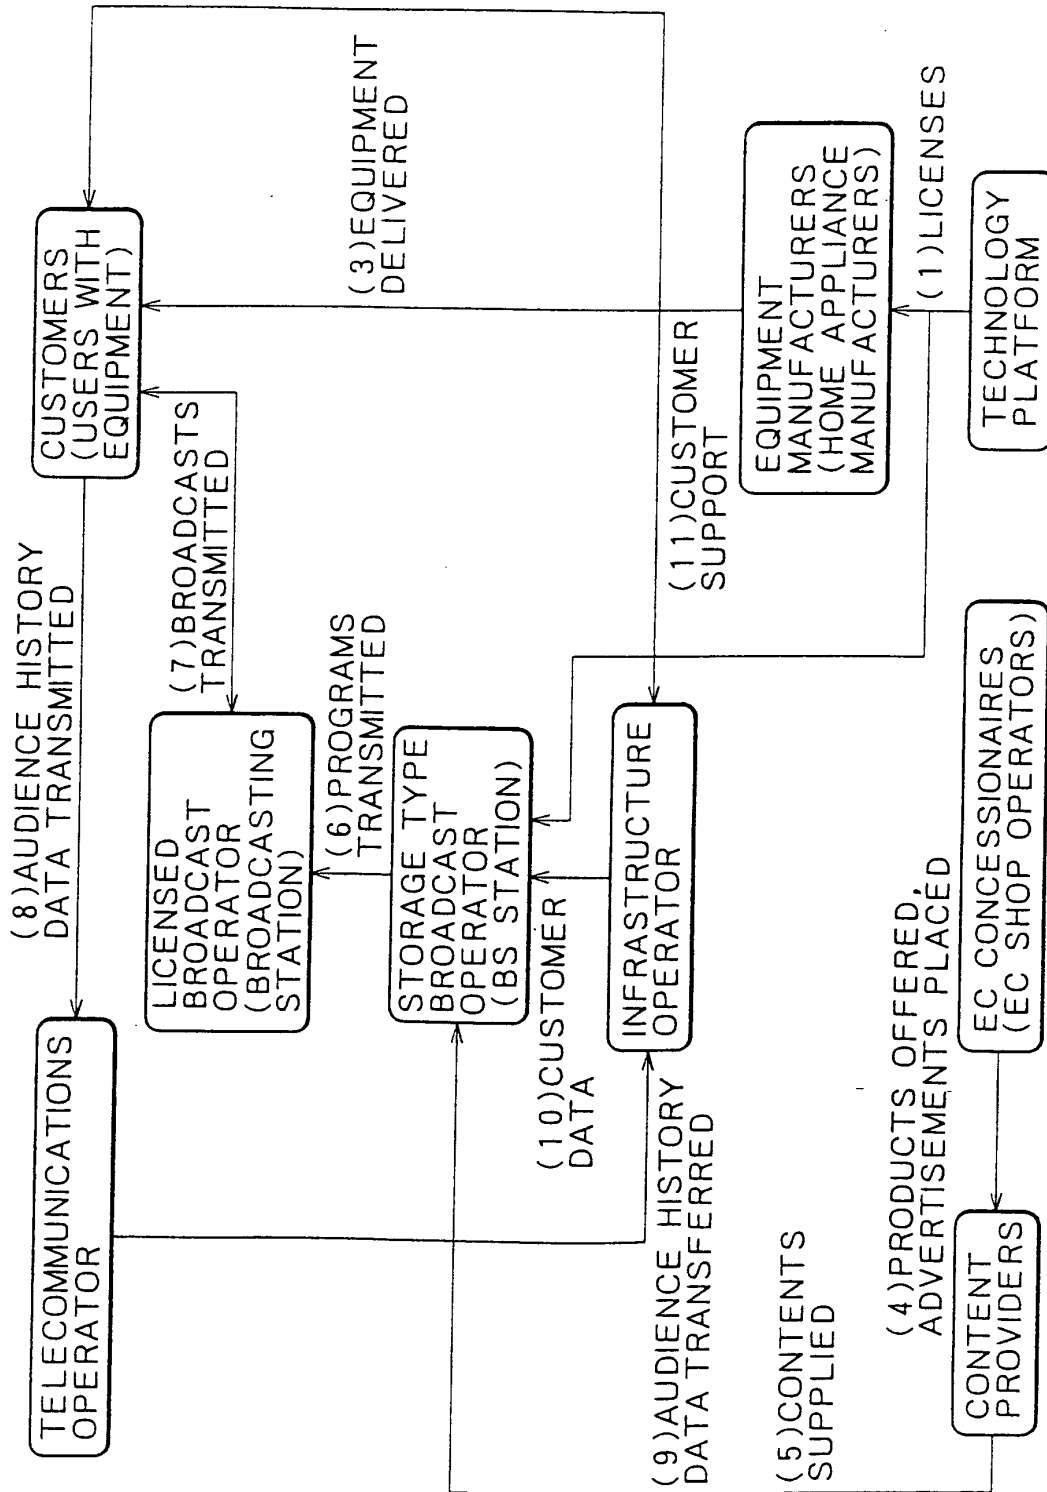 (8)AUDIENCE HISTORY
DATA TRANSMITTED
TELECOMMUNICATIONS
OPERATOR
CUSTOMERS
(USERS WITH
EQUIPMENT)
(7)BROADCASTS
TRANSMITTED
LICENSED
BROADCAST
OPERATOR
(BROADCASTING
STATION)
(6)PROGRAMS
TRANSMITTED
(3)EQUIPMENT
DELIVERED
STORAGE TYPE
BROADCAST
OPERATOR
(BS STATION)
(10)CUSTOMER
DATA
INFRASTRUCTURE
OPERATOR
(11)CUSTOMER
SUPPORT
(9)AUDIENCE HISTORY
DATA TRANSFERRED
EQUIPMENT
MANUFACTURERS
(HOME APPLIANCE
MANUFACTURERS)
(5)CONTENTS
SUPPLIED
(4)PRODUCTS OFFERED,
ADVERTISEMENTS PLACED
(1)LICENSES
CONTENT
PROVIDERS
EC CONCESSIONAIRES
(EC SHOP OPERATORS)
TECHNOLOGY
PLATFORM